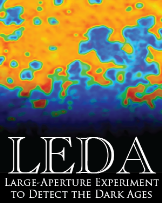 LEDA
LARGE-APERTURE EXPERIMENT
TO DETECT THE DARK AGES